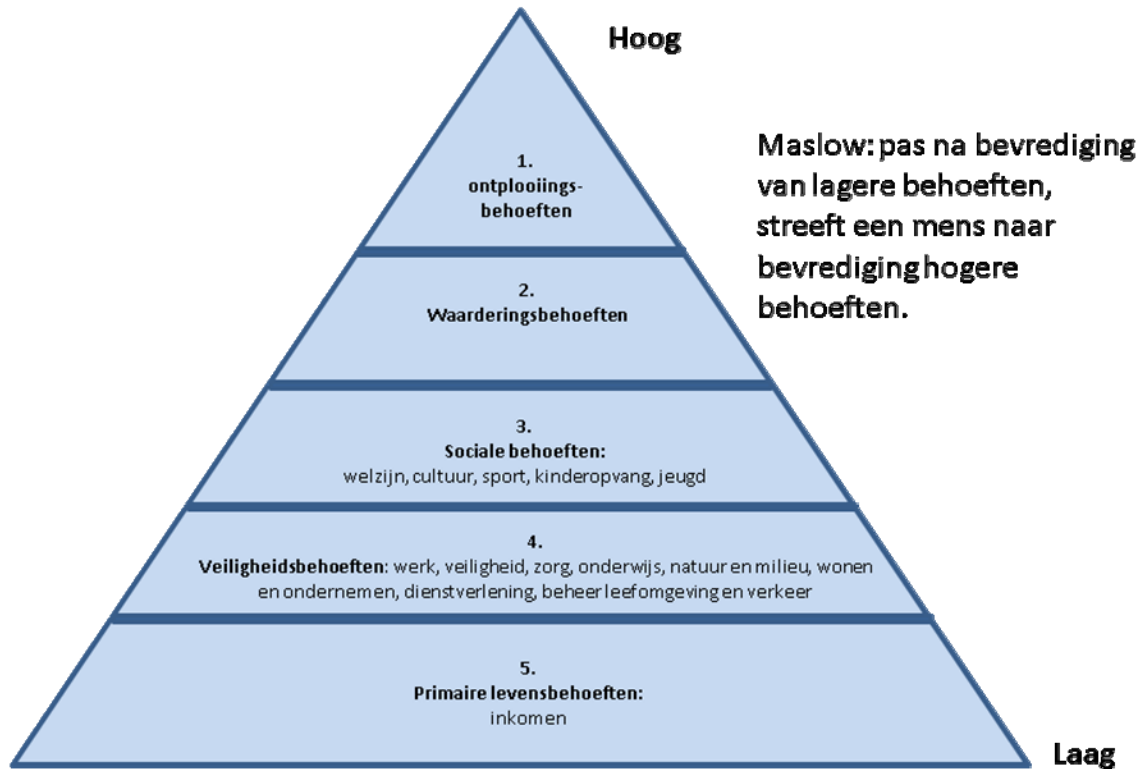 Hoog
Maslow: pas na bevrediging
van lagere behoeften,
streeft een mens naar
bevrediging hogere
behoeften.
1.
ontplooiings-
behoeften
2.
Waarderingsbehoeften
3.
Sociale behoeften:
welzijn, cultuur, sport, kinderopvang, jeugd
4.
Veiligheidsbehoeften: werk, veiligheid, zorg, onderwijs, natuur en milieu, wonen
en ondernemen, dienstverlening, beheer leefomgeving en verkeer
5.
Primaire levensbehoeften:
inkomen
Laag